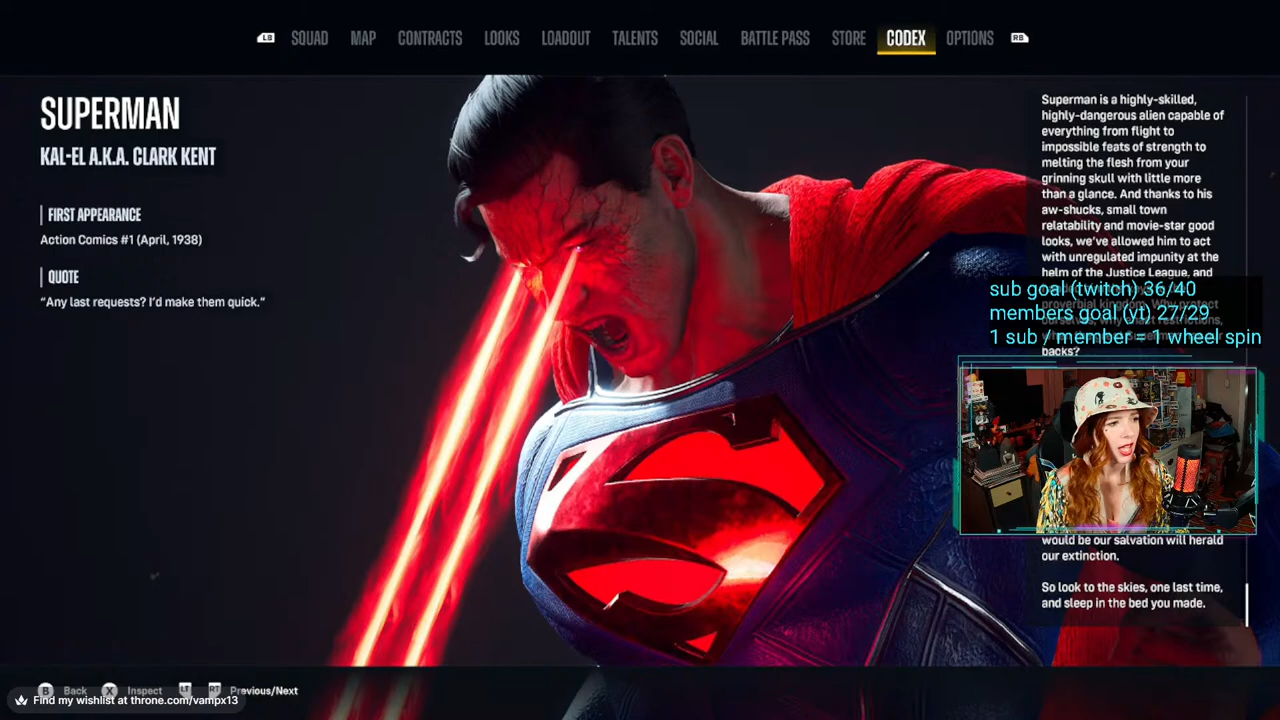 LB
SQUAD
MAP
CONTRACTS
LOOKS
LOADOUT
TALENTS
SOCIAL
BATTLE PASS
STORE
CODEX
OPTIONS
RB
SUPERMAN
KAL-EL A.K.A. CLARK KENT
FIRST APPEARANCE
Action Comics #1 (April, 1938)
QUOTE
“Any last requests? I’d make them quick.”
Superman is a highly-skilled,
highly-dangerous alien capable of
everything from flight to
impossible feats of strength to
melting the flesh from your
grinning skull with little more
than a glance. And thanks to his
aw-shucks, small town
relatability and movie-star good
looks, we’ve allowed him to act
with unregulated impunity at the
helm of the Justice League, and
proverbial kingdom. Why protect
backs?
sub goal (twitch) 36/40
members goal (yt) 27/29
1 sub / member = 1 wheel spin
would be our salvation will herald
our extinction.
So look to the skies, one last time,
and sleep in the bed you made.
B Back
X Inspect
LT RT Previous/Next
Find my wishlist at throne.com/vampx13